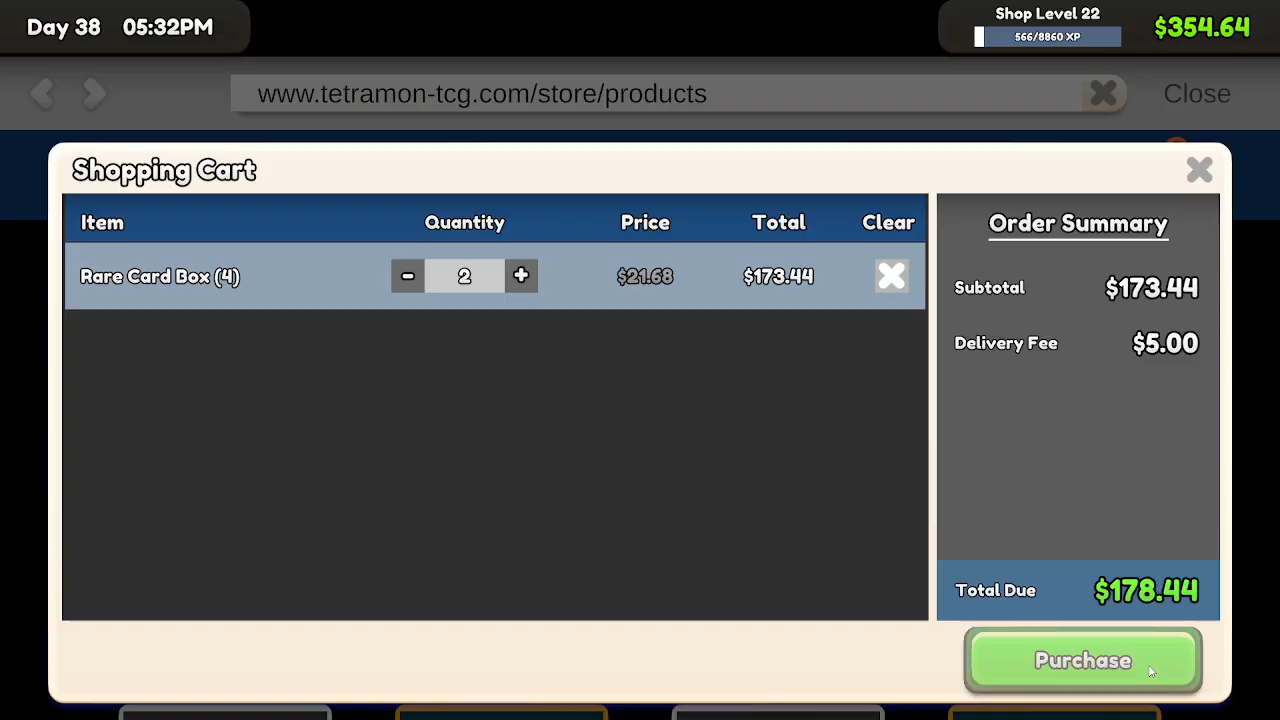 Day 38 05:32PM
Shop Level 22
566/8860 XP
$354.64
www.tetramon-tcg.com/store/products
Close
Shopping Cart
Item Quantity Price Total Clear
Rare Card Box (4) - 2 + $21.68 $173.44
Order Summary
Subtotal $173.44
Delivery Fee $5.00
Total Due $178.44
Purchase